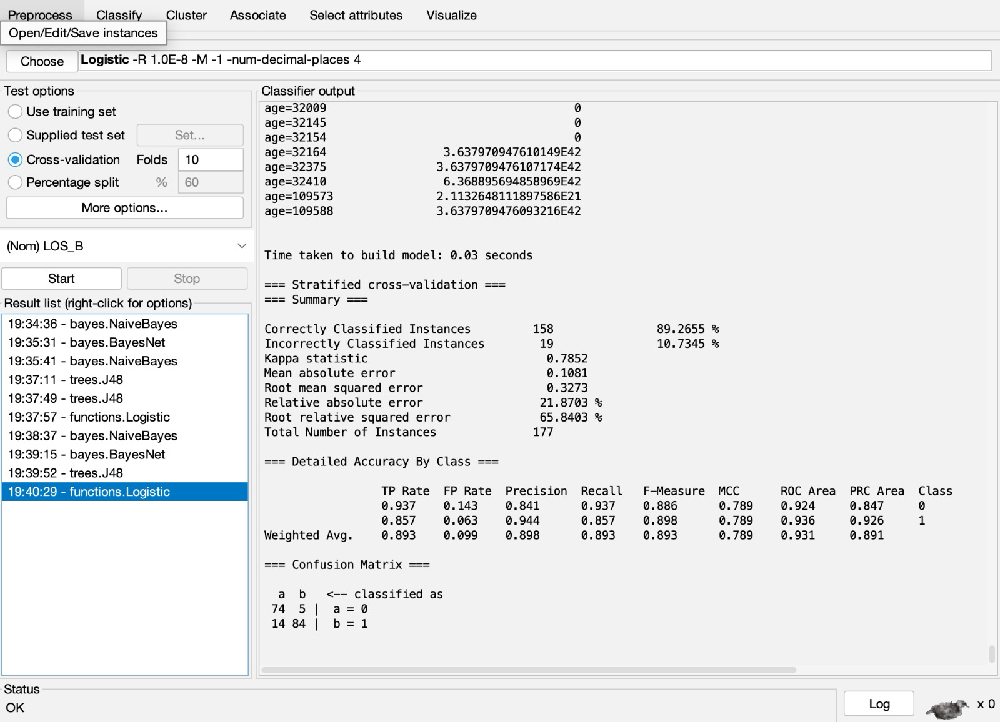 Preprocess Classify Cluster Associate Select attributes Visualize
Open/Edit/Save instances
Choose Logistic -R 1.0E-8 -M -1 -num-decimal-places 4
Test options
Use training set
Supplied test set Set...
Cross-validation Folds 10
Percentage split % 60
More options...
(Nom) LOS_B
Start Stop
Result list (right-click for options)
19:34:36 - bayes.NaiveBayes
19:35:31 - bayes.BayesNet
19:35:41 - bayes.NaiveBayes
19:37:11 - trees.J48
19:37:49 - trees.J48
19:37:57 - functions.Logistic
19:38:37 - bayes.NaiveBayes
19:39:15 - bayes.BayesNet
19:39:52 - trees.J48
19:40:29 - functions.Logistic
Classifier output
age=32009 0
age=32145 0
age=32154 0
age=32164 3.637970947610149E42
age=32375 3.6379709476107174E42
age=32410 6.368895694858969E42
age=109573 2.1132648111897586E21
age=109588 3.6379709476093216E42
Time taken to build model: 0.03 seconds
=== Stratified cross-validation ===
=== Summary ===
Correctly Classified Instances 158 89.2655 %
Incorrectly Classified Instances 19 10.7345 %
Kappa statistic 0.7852
Mean absolute error 0.1081
Root mean squared error 0.3273
Relative absolute error 21.8703 %
Root relative squared error 65.8403 %
Total Number of Instances 177
=== Detailed Accuracy By Class ===
TP Rate FP Rate Precision Recall F-Measure MCC ROC Area PRC Area Class
0.937 0.143 0.841 0.937 0.886 0.789 0.924 0.847 0
0.857 0.063 0.944 0.857 0.898 0.789 0.936 0.926 1
Weighted Avg. 0.893 0.099 0.898 0.893 0.893 0.789 0.931 0.891
=== Confusion Matrix ===
a b <-- classified as
74 5 | a = 0
14 84 | b = 1
Status
OK
Log x 0